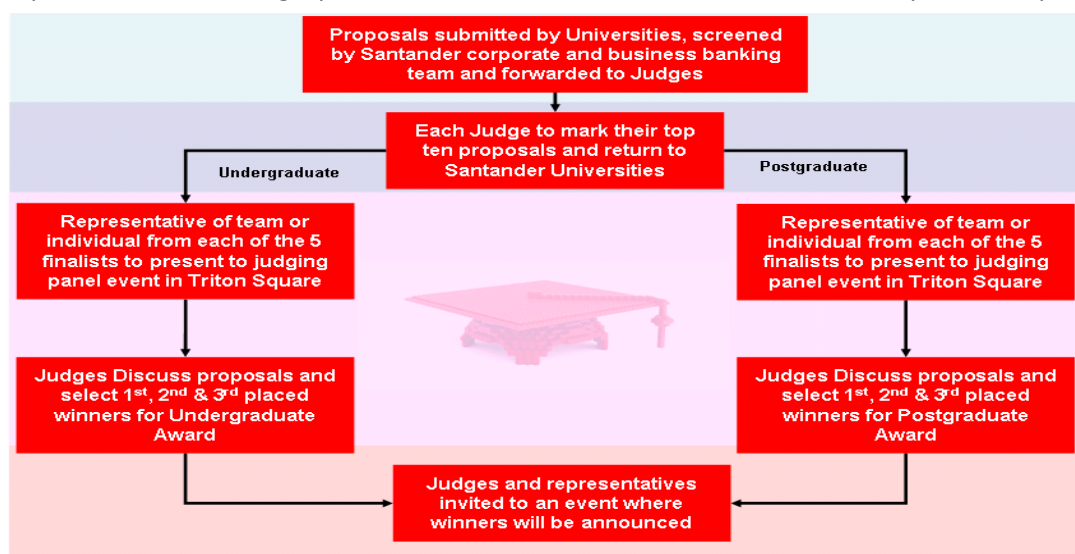 Proposals submitted by Universities, screened
by Santander corporate and business banking
team and forwarded to Judges
Each Judge to mark their top
ten proposals and return to
Santander Universities
Undergraduate
Postgraduate
Representative of team or
individual from each of the 5
finalists to present to judging
panel event in Triton Square
Representative of team or
individual from each of the 5
finalists to present to judging
panel event in Triton Square
Judges Discuss proposals and
select 1st, 2nd & 3rd placed
winners for Undergraduate
Award
Judges Discuss proposals and
select 1st, 2nd & 3rd placed
winners for Postgraduate
Award
Judges and representatives
invited to an event where
winners will be announced